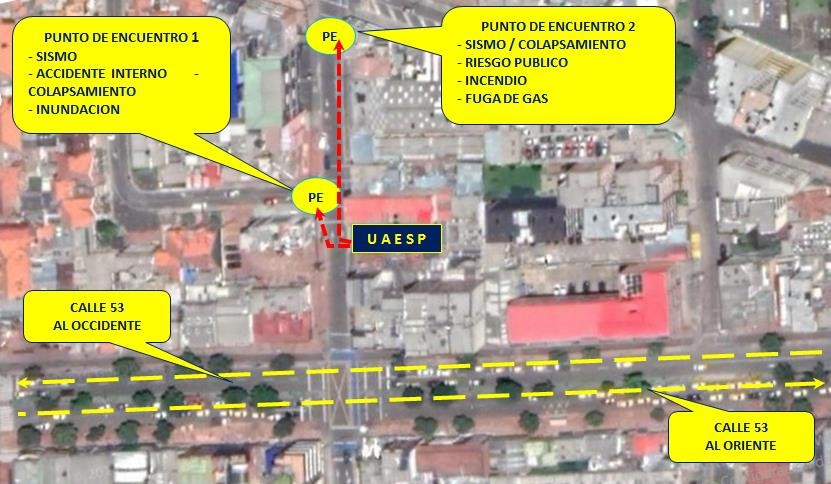 PUNTO DE ENCUENTRO 1
- SISMO
- ACCIDENTE INTERNO -
COLAPSAMIENTO
- INUNDACION
PE
PUNTO DE ENCUENTRO 2
- SISMO / COLAPSAMIENTO
- RIESGO PUBLICO
- INCENDIO
- FUGA DE GAS
PE
UAESP
CALLE 53
AL OCCIDENTE
CALLE 53
AL ORIENTE